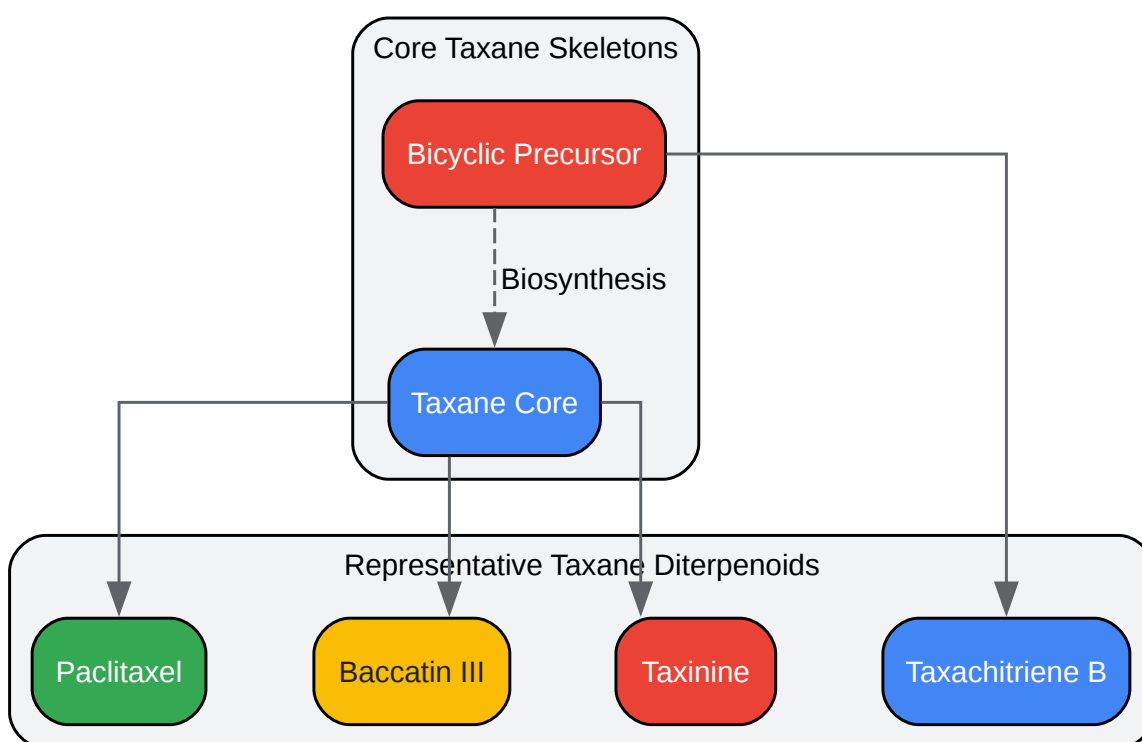 Core Taxane Skeletons
Bicyclic Precursor
Biosynthesis
Taxane Core
Representative Taxane Diterpenoids
Paclitaxel
Baccatin III
Taxinine
Taxachitriene B